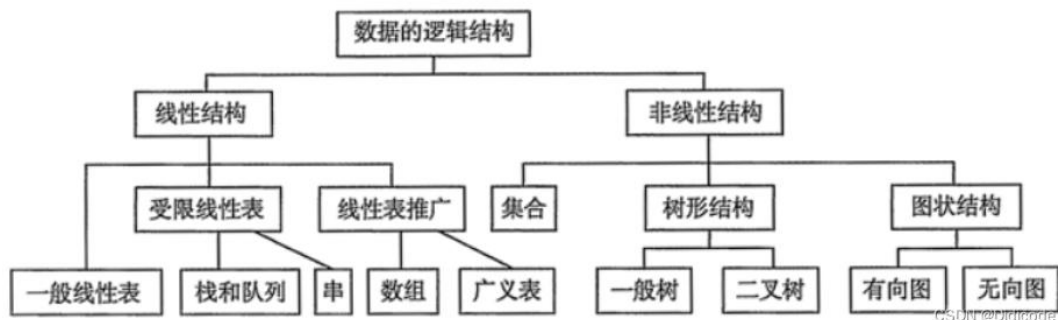 数据的逻辑结构
线性结构
非线性结构
受限线性表
线性表推广
集合
树形结构
图状结构
一般线性表
栈和队列
串
数组
广义表
一般树
二叉树
有向图
无向图
CSDN @Didicode